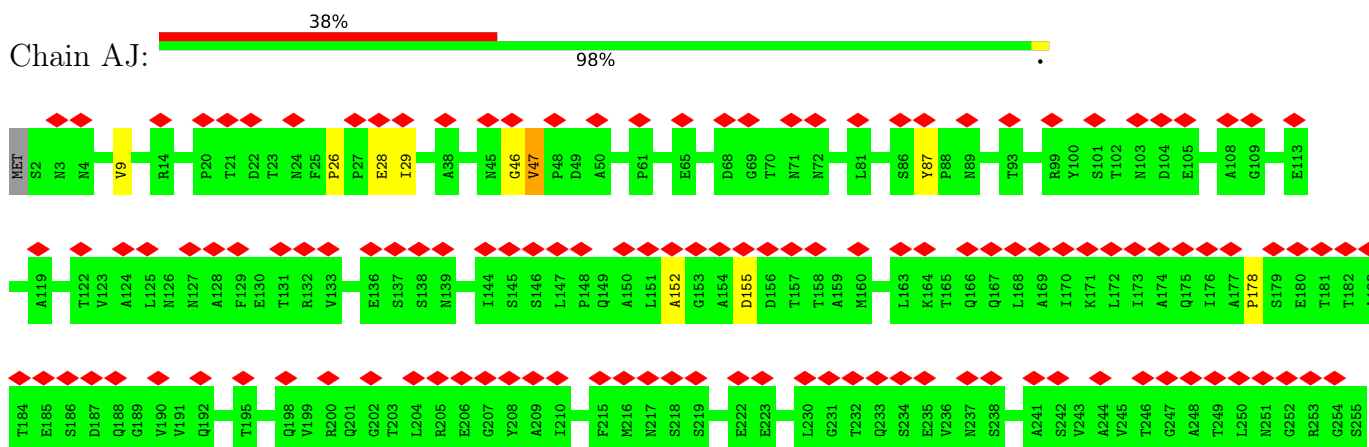 38%
Chain AJ:
98%
.
MET S2 N3 N4 V9 R14 P20 T21 D22 T23 N24 F25 P26 P27 E28 I29 A38 N45 G46 V47 P48 D49 A50 P61 E65 D68 G69 T70 N71 N72 L81 S86 Y87 P88 N89 T93 R99 Y100 S101 T102 N103 D104 E105 A108 G109 E113
A119 T122 V123 A124 L125 N126 N127 A128 F129 E130 T131 R132 V133 E136 S137 S138 N139 I144 S145 S146 L147 P148 Q149 A150 L151 A152 G153 A154 D155 D156 T157 T158 A159 M160 L163 K164 T165 Q166 Q167 L168 A169 I170 K171 L172 I173 A174 Q175 I176 A177 P178 S179 E180 T181 T182
T184 E185 S186 D187 Q188 G189 V190 V191 Q192 T195 Q198 V199 R200 Q201 G202 T203 L204 R205 E206 G207 Y208 A209 I210 F215 M216 N217 S218 S219 E222 E223 L230 G231 T232 Q233 S234 E235 V236 N237 S238 A241 S242 V243 A244 V245 T246 G247 A248 T249 L250 N251 G252 R253 G254 S255